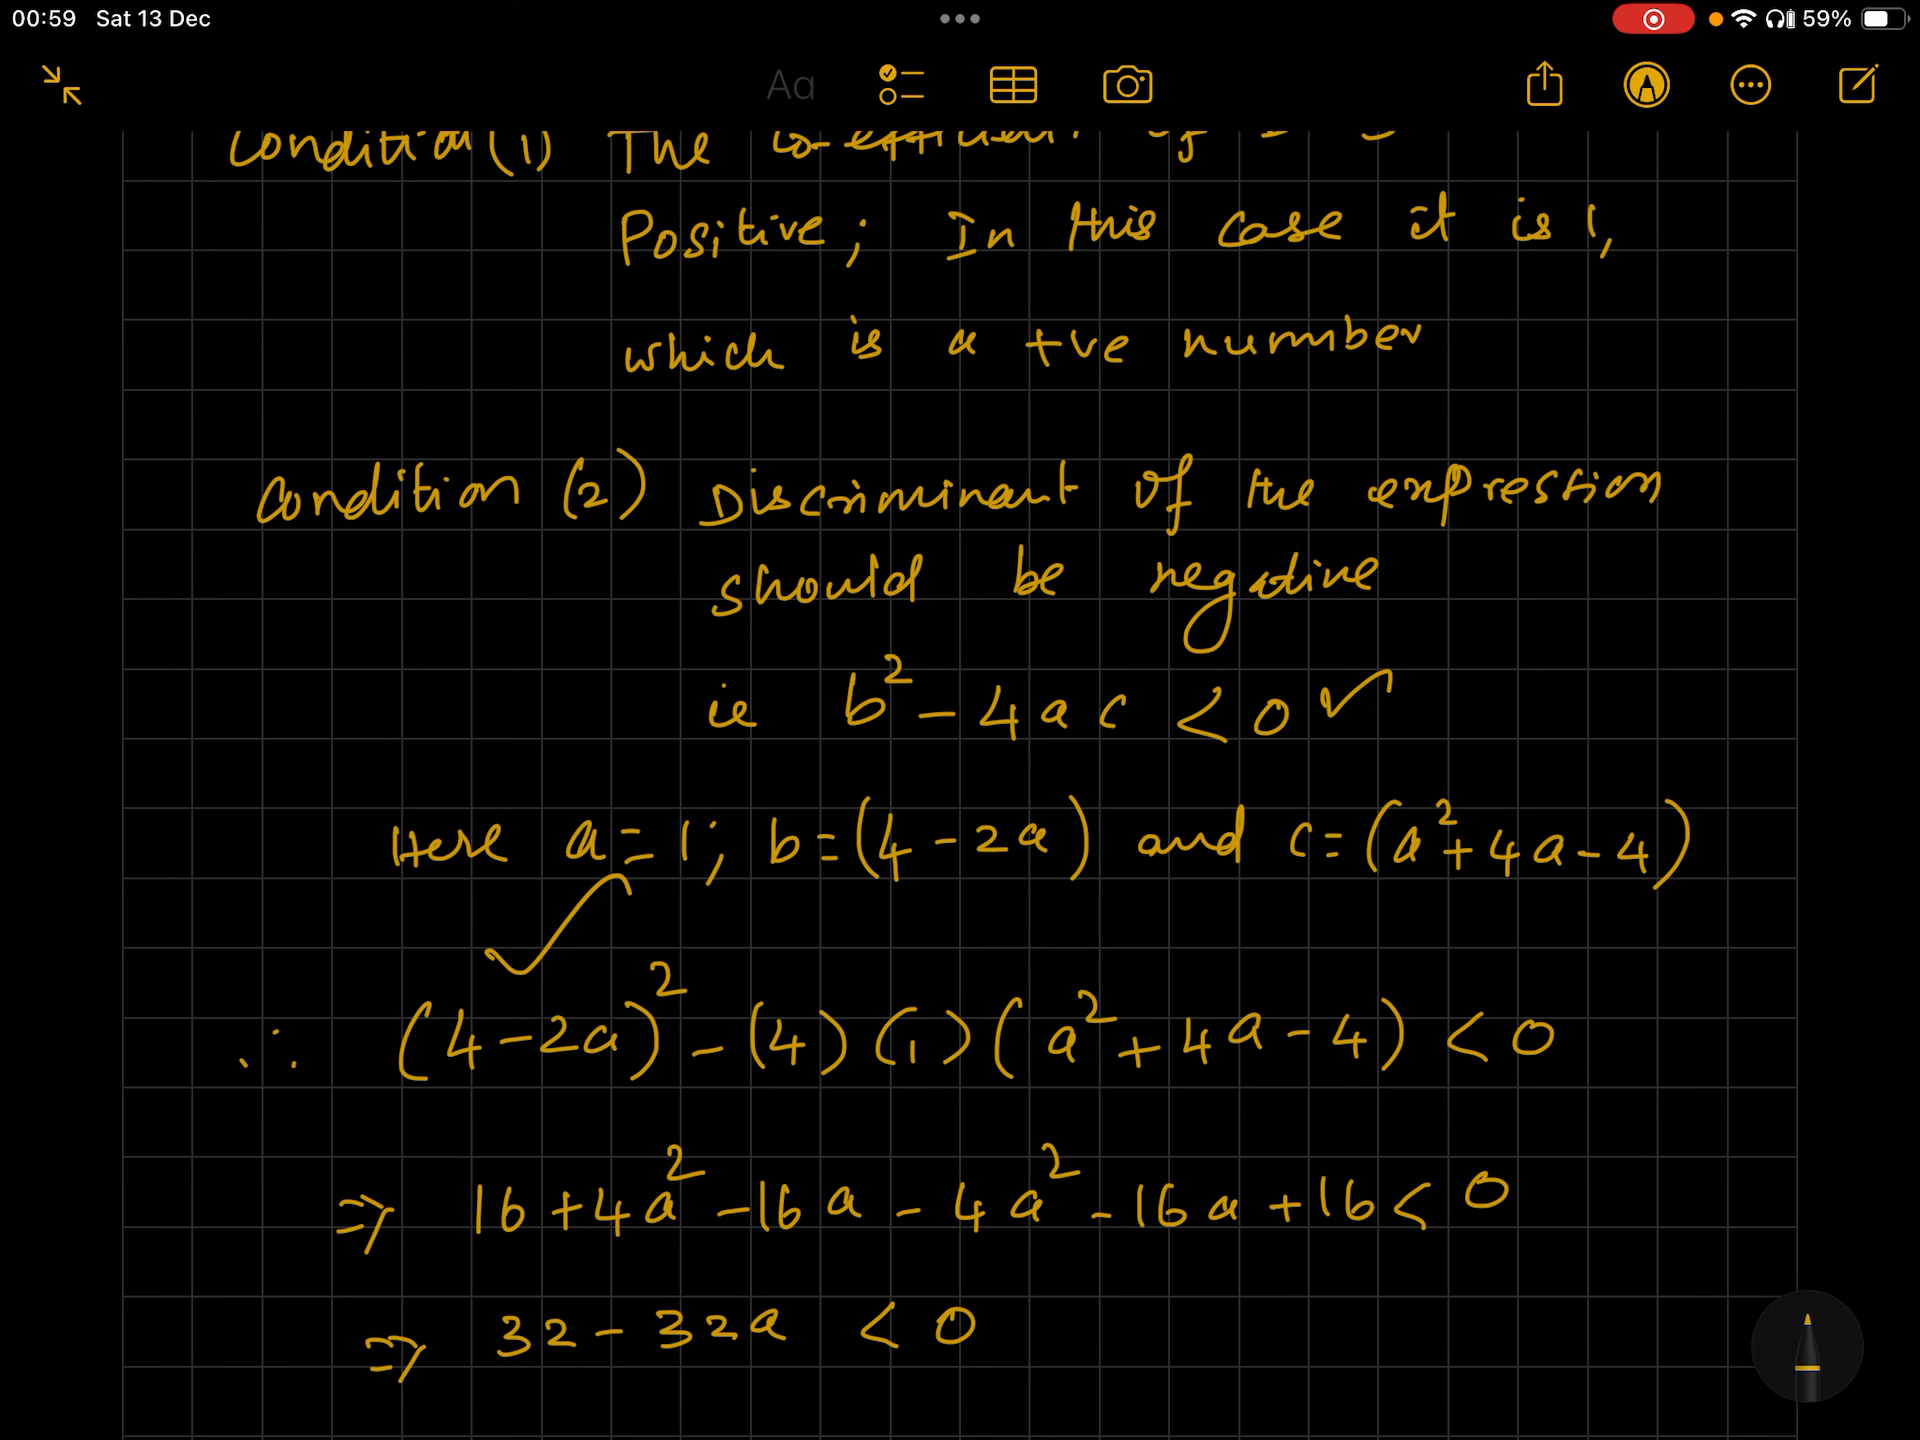 00:59 Sat 13 Dec
59%
Aa
Condition (1) The co-efficient of
Positive; In this case it is 1,
which is a +ve number
Condition (2) Discriminant of the expression
should be negative
ie b² - 4ac < 0 ✓
Here a = 1; b = (4 - 2a) and c = (a² + 4a - 4)
✓
∴ (4 - 2a)² - (4)(1)(a² + 4a - 4) < 0
⇒ 16 + 4a² - 16a - 4a² - 16a + 16 < 0
⇒ 32 - 32a < 0